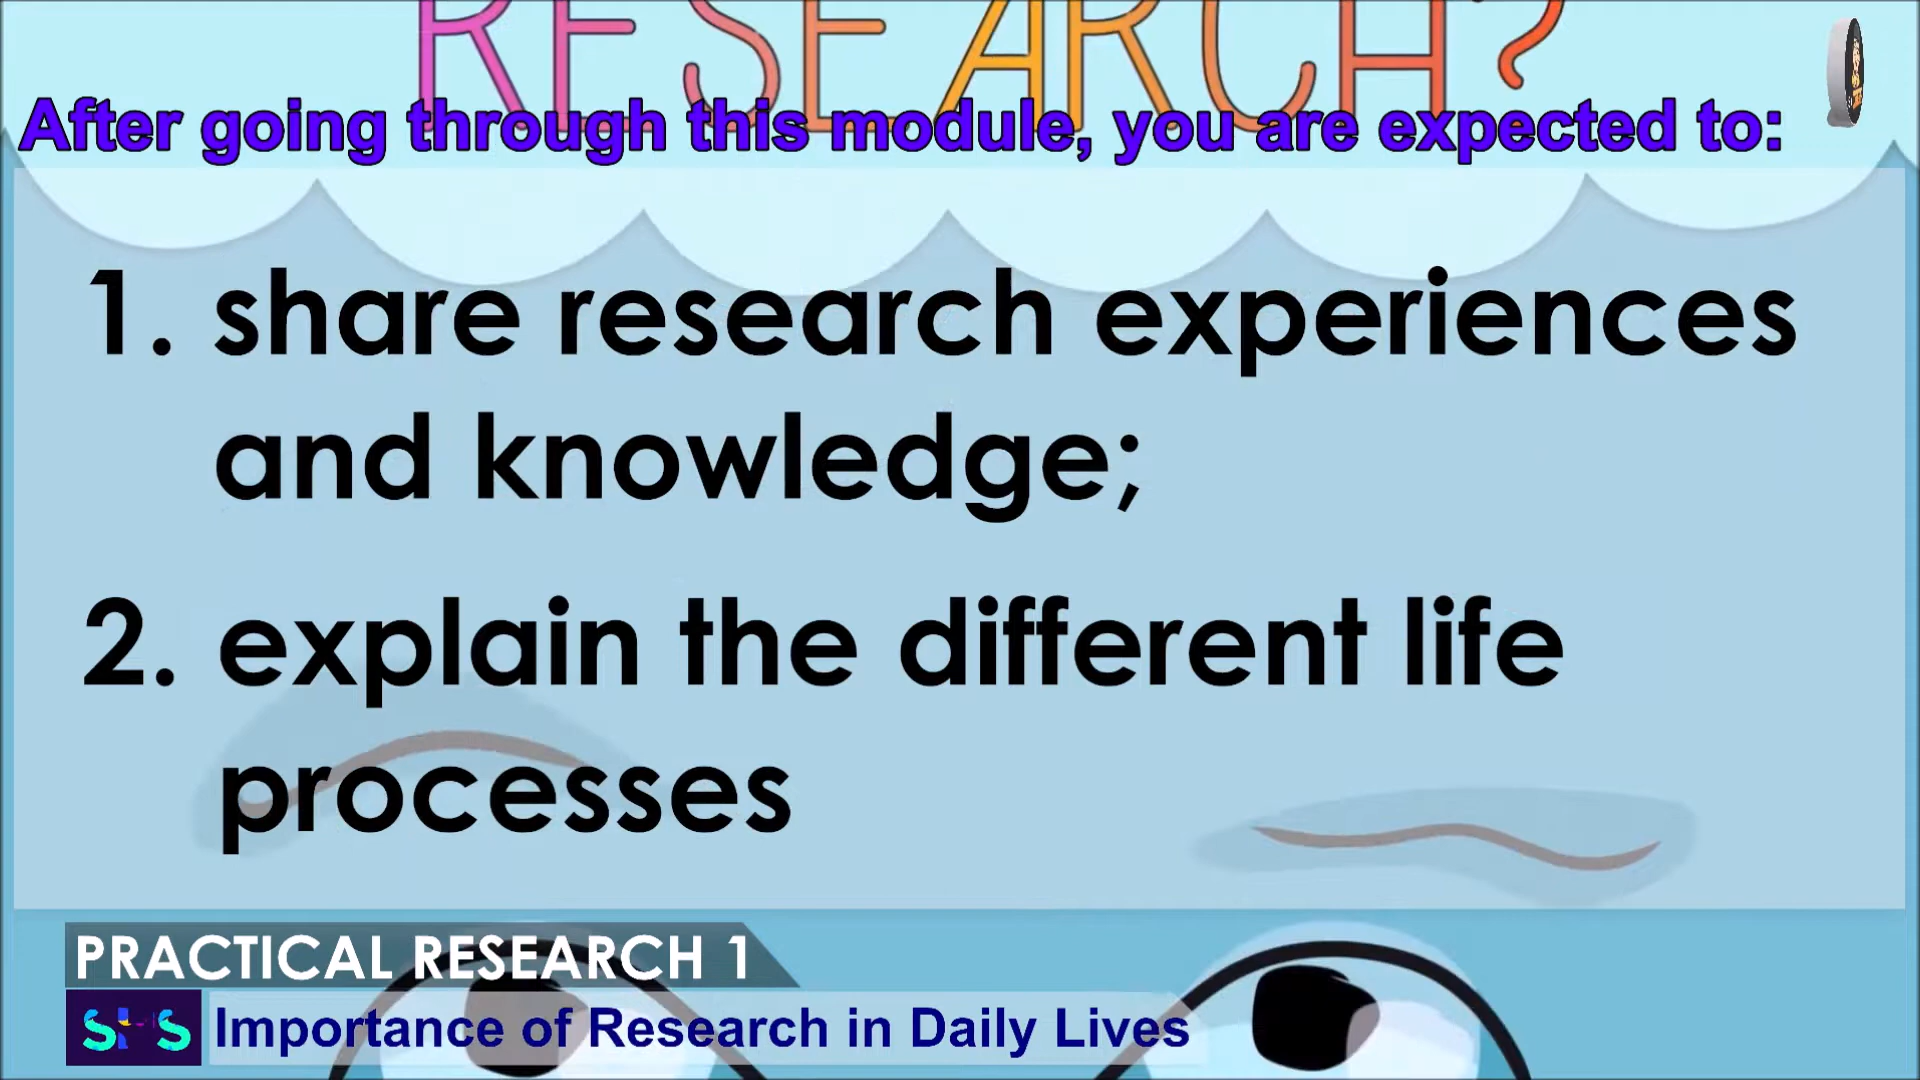 RESEARCH?
After going through this module, you are expected to:
1. share research experiences
and knowledge;
2. explain the different life
processes
PRACTICAL RESEARCH 1
SHS
Importance of Research in Daily Lives